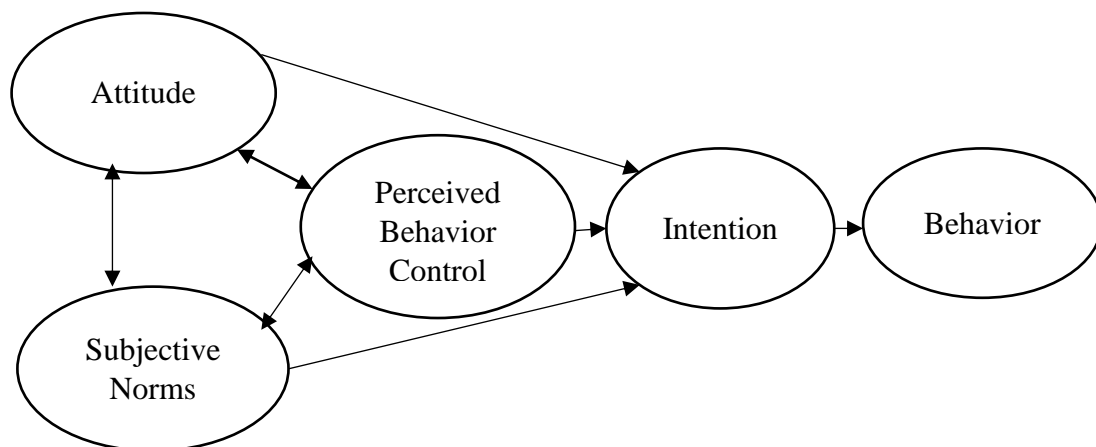 Attitude
Perceived
Behavior
Control
Intention
Behavior
Subjective
Norms